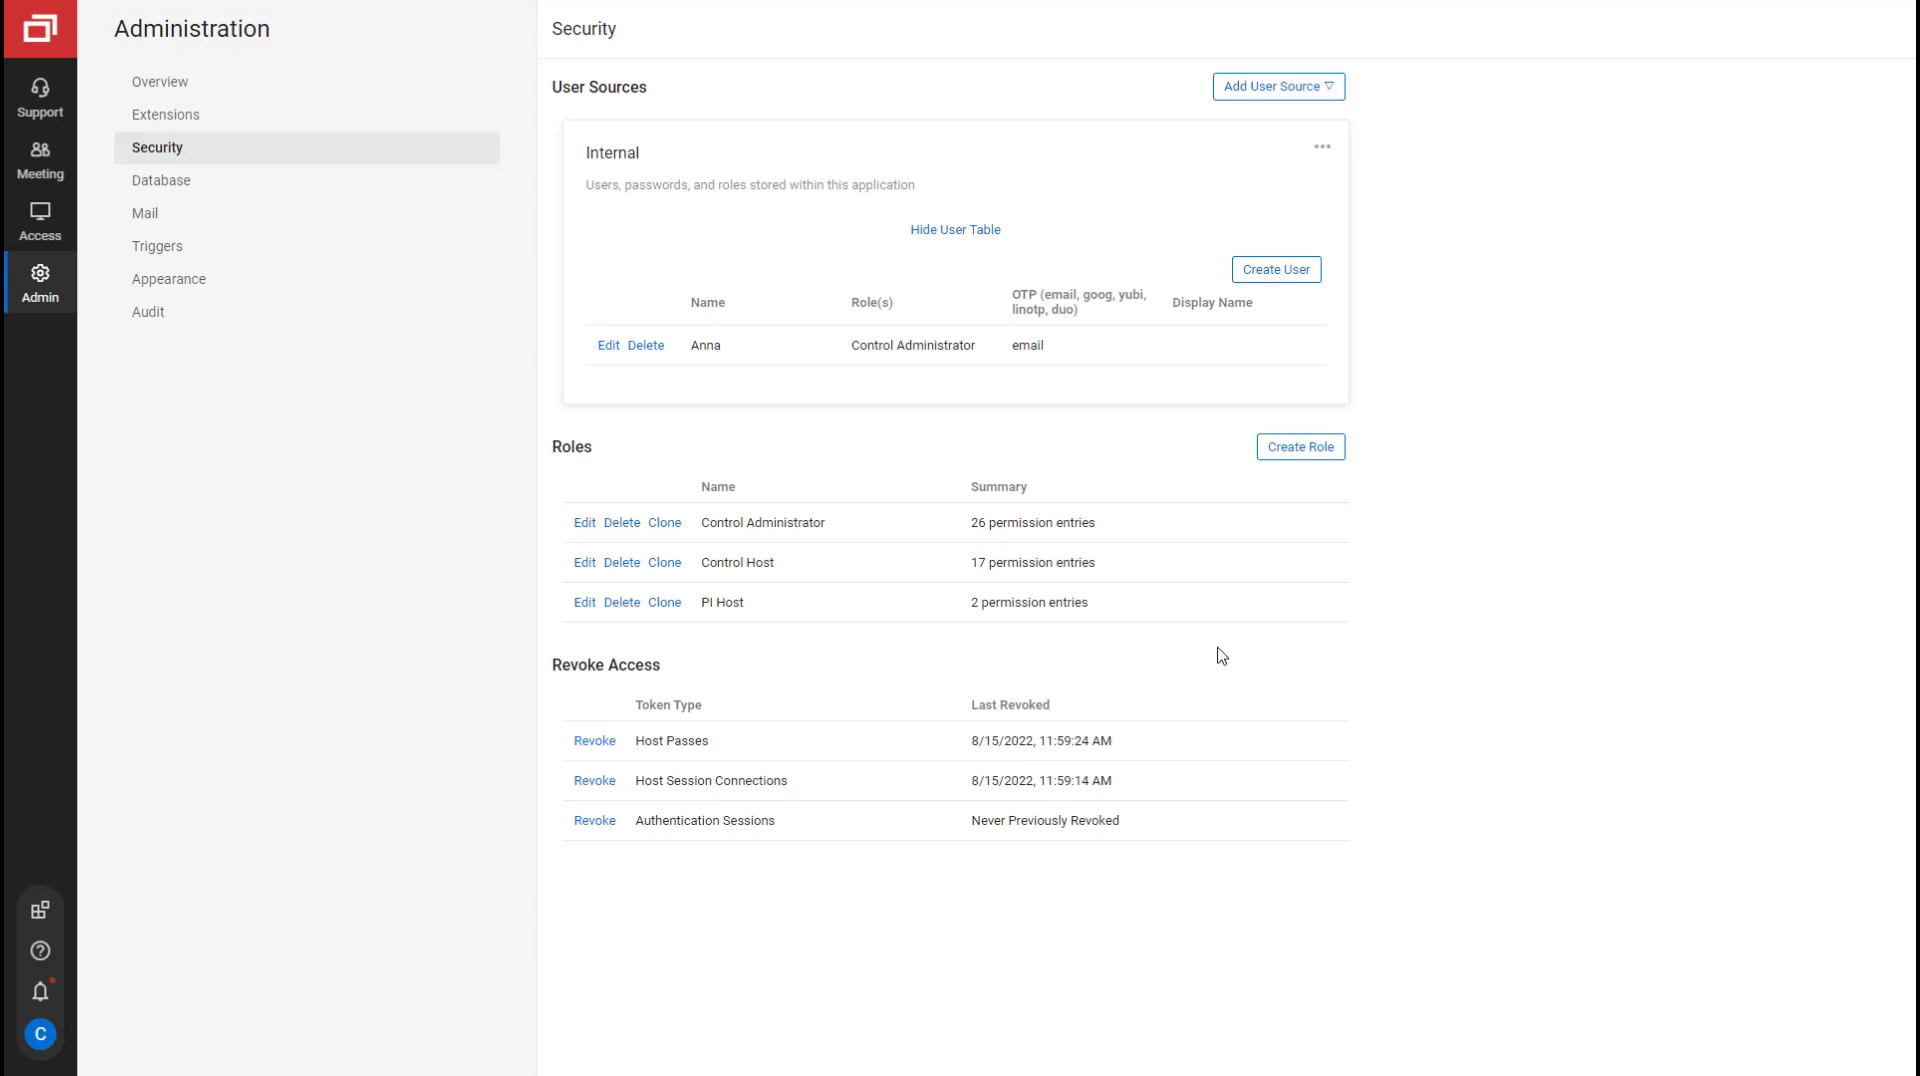 Administration
Security
Support
Meeting
Access
Admin
C
Overview
Extensions
Security
Database
Mail
Triggers
Appearance
Audit
User Sources
Add User Source ▽
Internal
Users, passwords, and roles stored within this application
Hide User Table
Create User
Name Role(s) OTP (email, goog, yubi, Display Name
linotp, duo)
Edit Delete Anna Control Administrator email
Roles
Create Role
Name Summary
Edit Delete Clone Control Administrator 26 permission entries
Edit Delete Clone Control Host 17 permission entries
Edit Delete Clone PI Host 2 permission entries
Revoke Access
Token Type Last Revoked
Revoke Host Passes 8/15/2022, 11:59:24 AM
Revoke Host Session Connections 8/15/2022, 11:59:14 AM
Revoke Authentication Sessions Never Previously Revoked